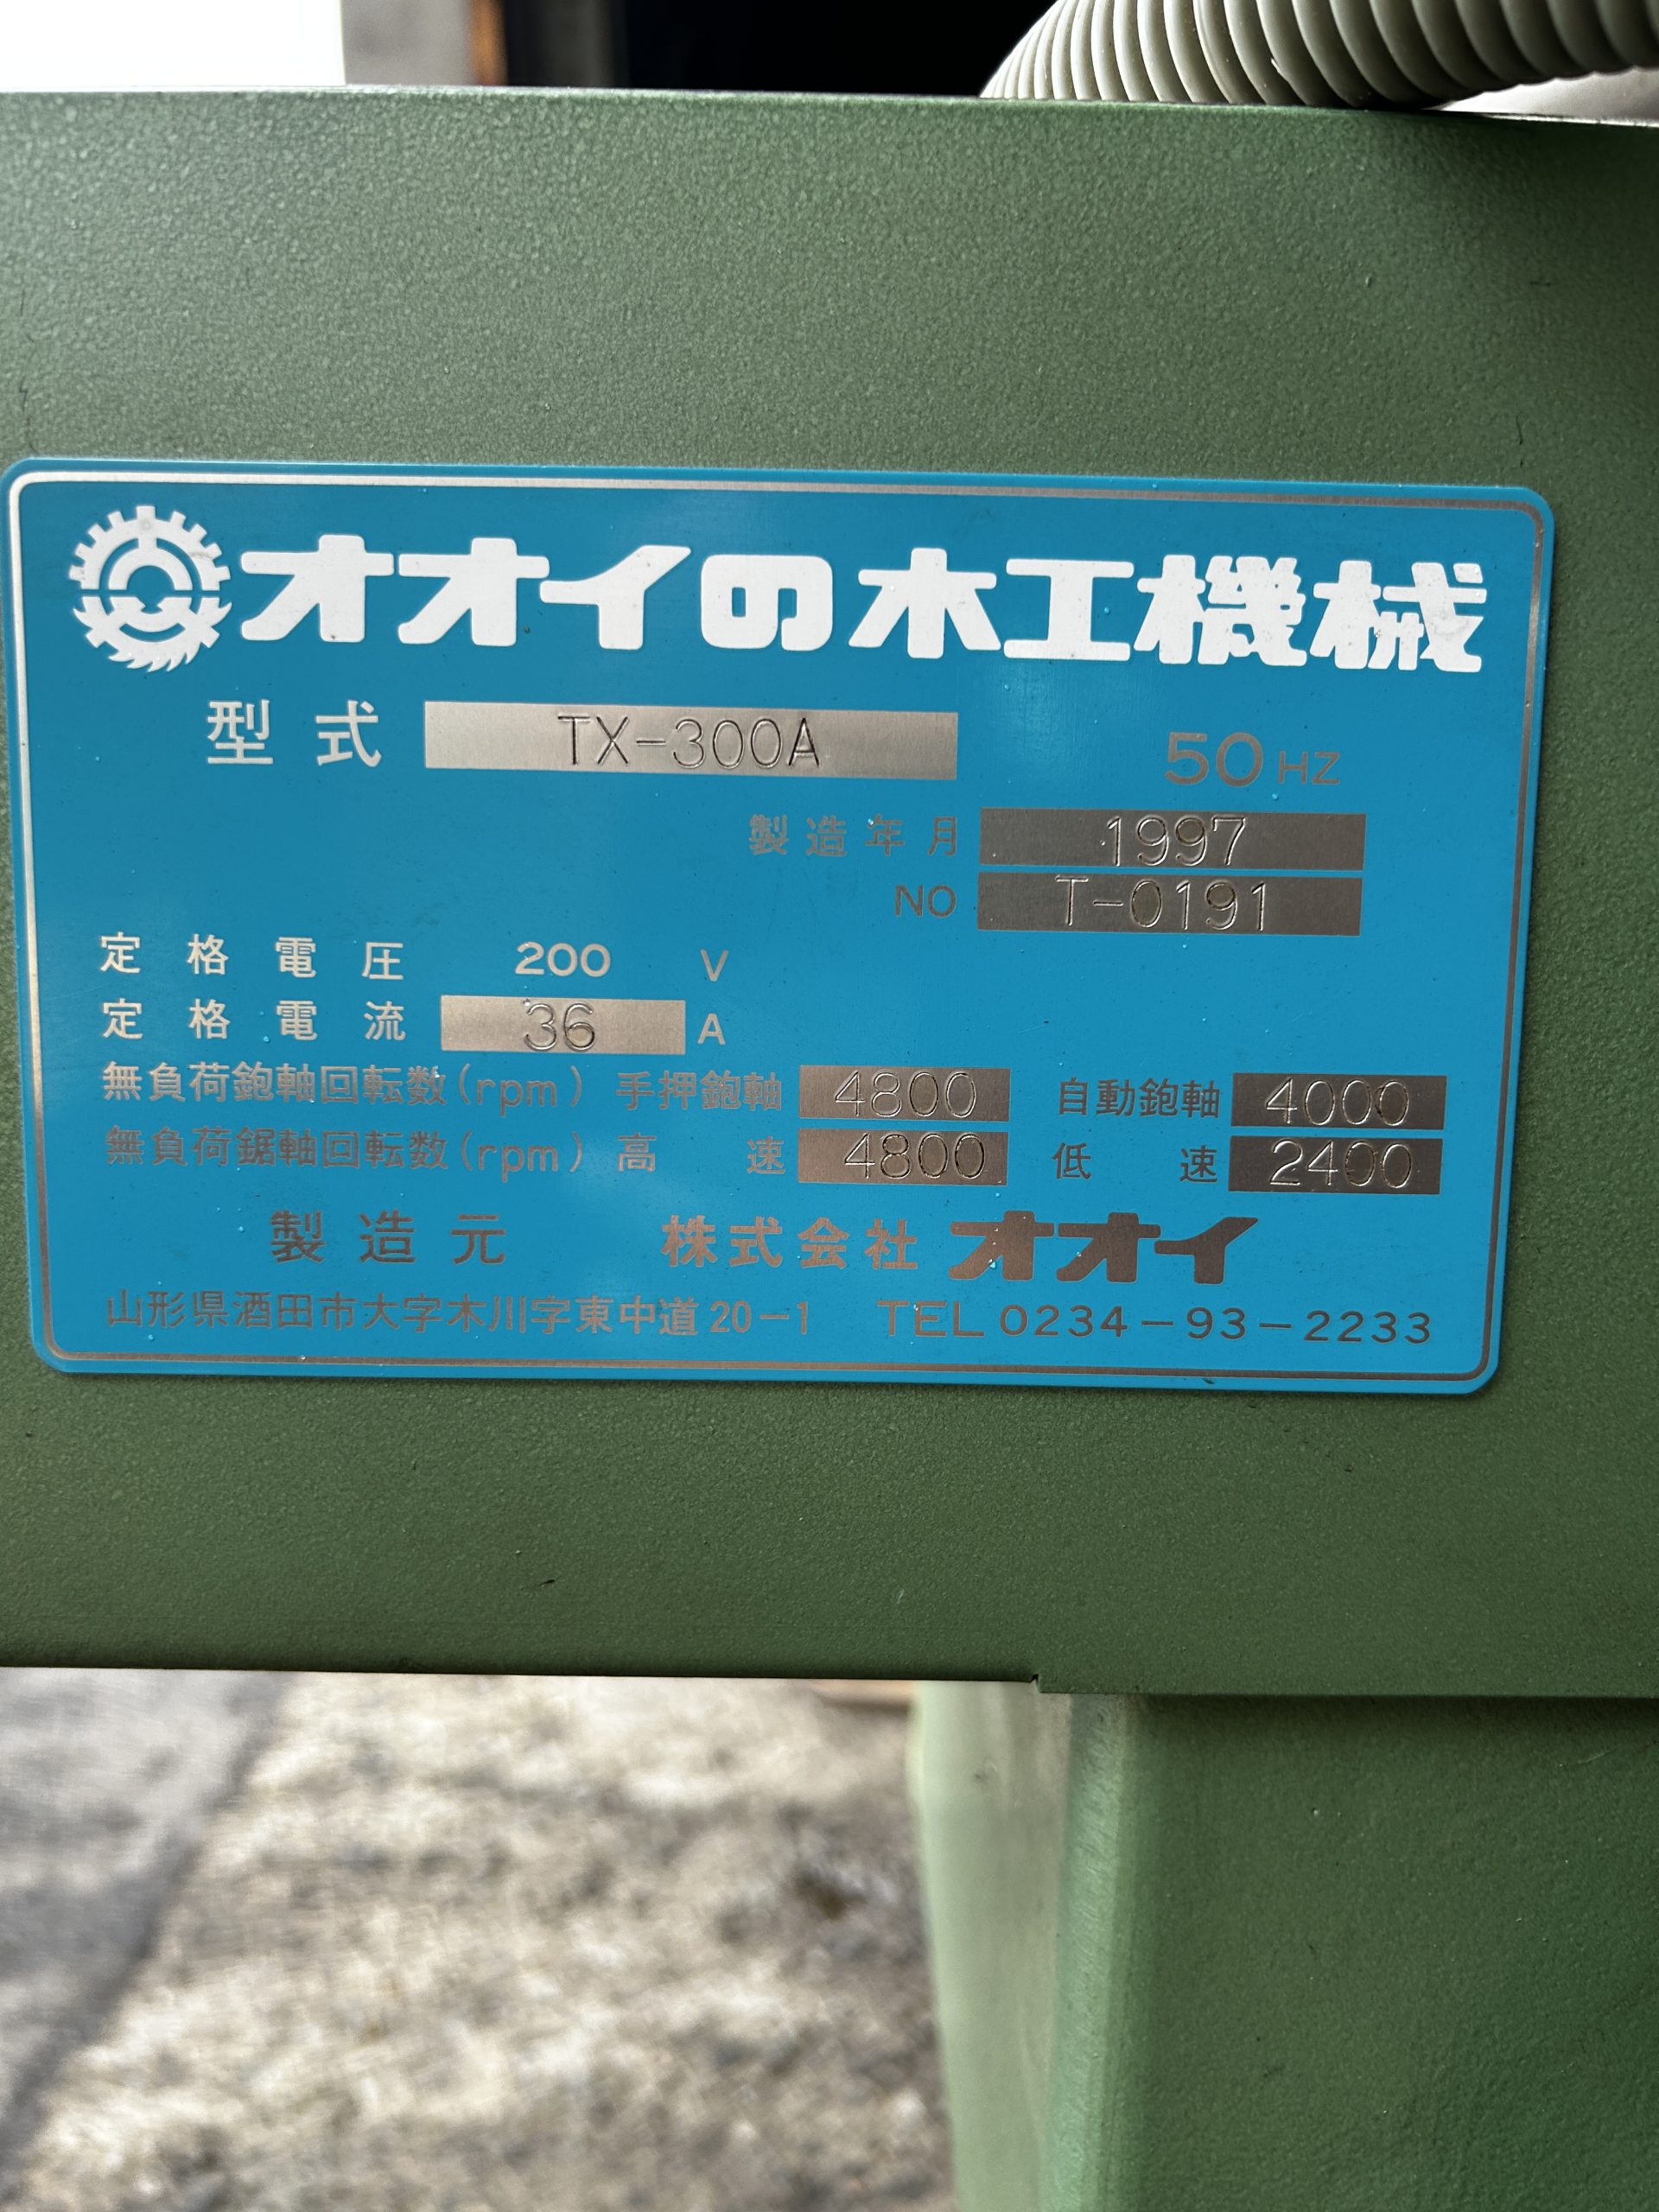 オオイの木工機械
型式 TX-300A 50HZ
製造年月 1997
NO T-0191
定格電圧 200 V
定格電流 36 A
無負荷鉋軸回転数(rpm) 手押鉋軸 4800 自動鉋軸 4000
無負荷鋸軸回転数(rpm) 高速 4800 低速 2400
製造元 株式会社オオイ
山形県酒田市大字木川字東中道20-1 TEL 0234-93-2233